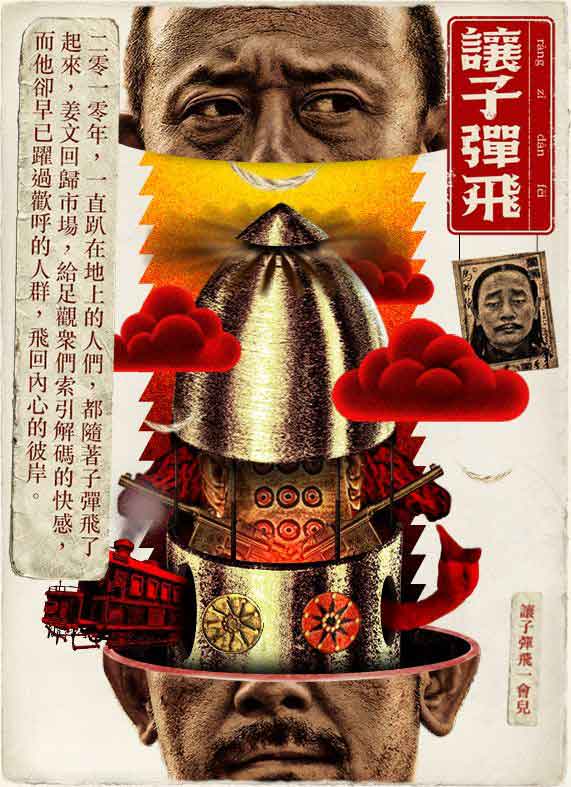 讓子彈飛
ràng zi dàn fei
二零一零年，一直趴在地上的人們，都隨著子彈飛了
起來，姜文回歸市場，給足觀衆們索引解碼的快感，
而他卻早已躍過歡呼的人群，飛回內心的彼岸。
讓子彈飛一會兒